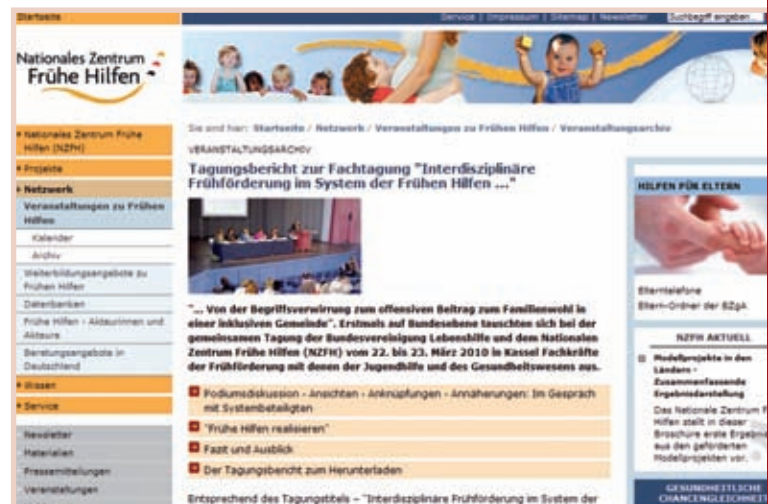 Startseite
Service | Impressum | Sitemap | Newsletter
Suchbegriff eingeben...
Nationales Zentrum
Frühe Hilfen
Nationales Zentrum Frühe
Hilfen (NZFH)
Projekte
Netzwerk
Veranstaltungen zu Frühen
Hilfen
Kalender
Archiv
Weiterbildungsangebote zu
Frühen Hilfen
Datenbanken
Frühe Hilfen - Akteurinnen und
Akteure
Beratungsangebote in
Deutschland
Wissen
Service
Newsletter
Materialien
Pressemitteilungen
Veranstaltungen
Sie sind hier: Startseite / Netzwerk / Veranstaltungen zu Frühen Hilfen / Veranstaltungsarchiv
VERANSTALTUNGSARCHIV
Tagungsbericht zur Fachtagung "Interdisziplinäre
Frühförderung im System der Frühen Hilfen ..."
"... Von der Begriffsverwirrung zum offensiven Beitrag zum Familienwohl in
einer inklusiven Gemeinde". Erstmals auf Bundesebene tauschten sich bei der
gemeinsamen Tagung der Bundesvereinigung Lebenshilfe und dem Nationalen
Zentrum Frühe Hilfen (NZFH) vom 22. bis 23. März 2010 in Kassel Fachkräfte
der Frühförderung mit denen der Jugendhilfe und des Gesundheitswesens aus.
Podiumsdiskussion - Ansichten - Anknüpfungen - Annäherungen: Im Gespräch
mit Systembeteiligten
"Frühe Hilfen realisieren"
Fazit und Ausblick
Der Tagungsbericht zum Herunterladen
Entsprechend des Tagungstitels – "Interdisziplinäre Frühförderung im System der
HILFEN FÜR ELTERN
Elterntelefone
Eltern-Ordner der BZgA
NZFH AKTUELL
Modellprojekte in den
Ländern -
Zusammenfassende
Ergebnisdarstellung
Das Nationale Zentrum F
Hilfen stellt in dieser
Broschüre erste Ergebnis
aus den geförderten
Modellprojekten vor.
GESUNDHEITLICHE
CHANCENGLEICHHEIT